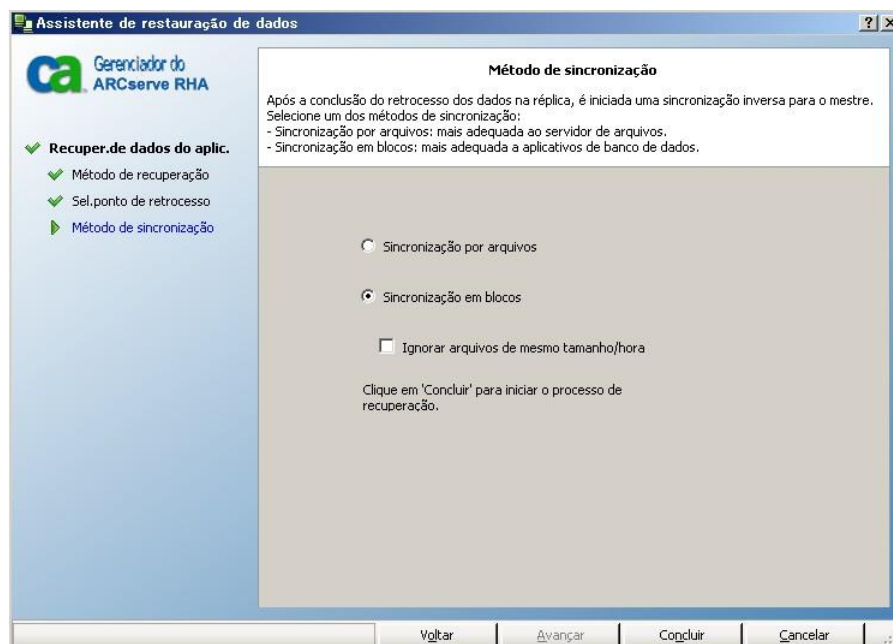 Assistente de restauração de dados
ca
Gerenciador do
ARCserve RHA
Recuper.de dados do aplic.
Método de recuperação
Sel.ponto de retrocesso
Método de sincronização
Método de sincronização
Após a conclusão do retrocesso dos dados na réplica, é iniciada uma sincronização inversa para o mestre.
Selecione um dos métodos de sincronização:
- Sincronização por arquivos: mais adequada ao servidor de arquivos.
- Sincronização em blocos: mais adequada a aplicativos de banco de dados.
Sincronização por arquivos
Sincronização em blocos
Ignorar arquivos de mesmo tamanho/hora
Clique em 'Concluir' para iniciar o processo de
recuperação.
Voltar
Avançar
Concluir
Cancelar